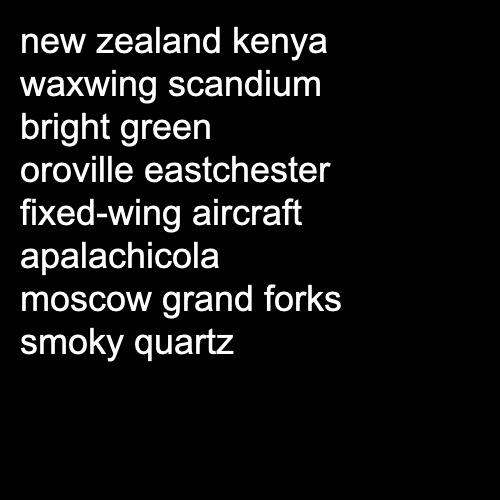 new zealand kenya
waxwing scandium
bright green
oroville eastchester
fixed-wing aircraft
apalachicola
moscow grand forks
smoky quartz